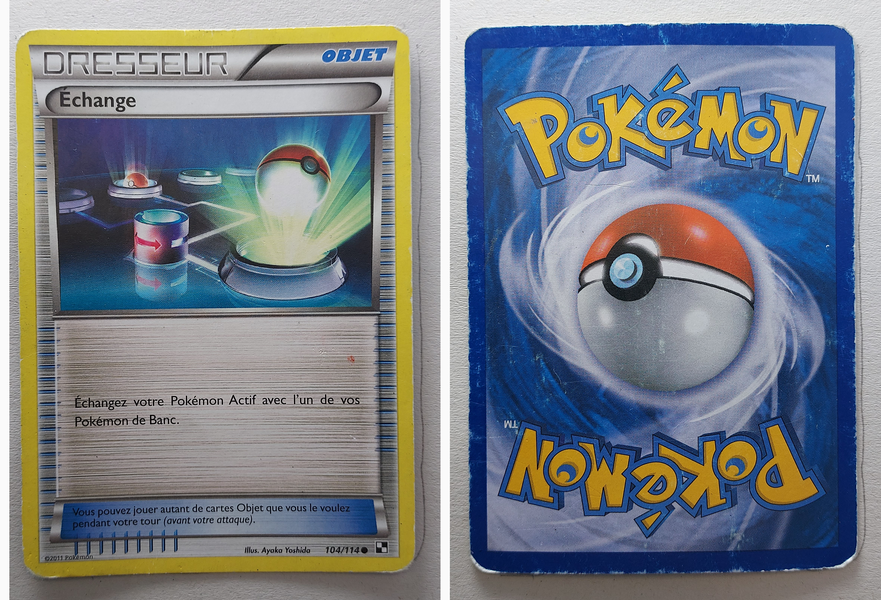 DRESSEUR
OBJET
Échange
Échangez votre Pokémon Actif avec l'un de vos
Pokémon de Banc.
Vous pouvez jouer autant de cartes Objet que vous le voulez
pendant votre tour (avant votre attaque).
©2011 Pokémon
Illus. Ayaka Yoshida 104/114
POKÉMON
TM
TM
POKÉMON